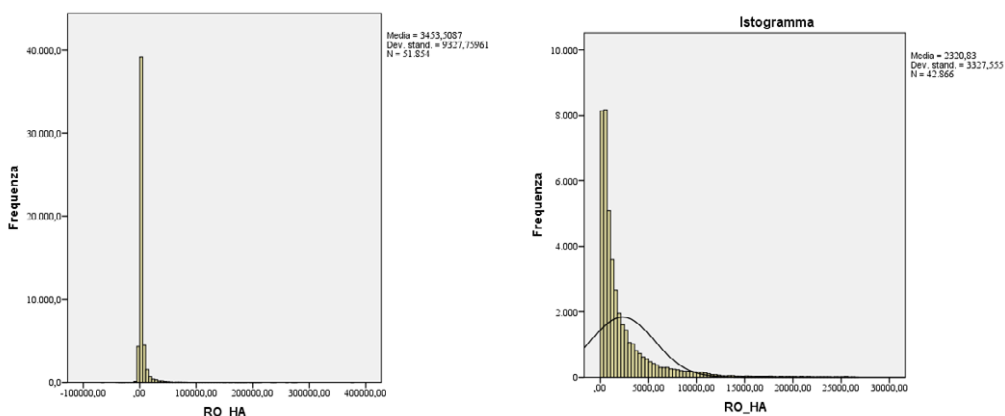 Media = 3453,5087
Dev. stand. = 9327,75961
N = 51.854
40.000,0
30.000,0
20.000,0
10.000,0
0,0
Frequenza
-100000,00 ,00 100000,00 200000,00 300000,00 400000,00
RO_HA
Istogramma
Media = 2320,83
Dev. stand. = 3327,555
N = 42.866
10.000
8.000
6.000
4.000
2.000
0
Frequenza
,00 5000,00 10000,00 15000,00 20000,00 25000,00 30000,00
RO_HA